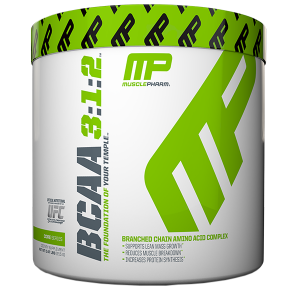 MP
MUSCLEPHARM
BCAA 3:1:2
THE FOUNDATION OF YOUR TEMPLE.™
UFC
BRANCHED CHAIN AMINO ACID COMPLEX
• SUPPORTS LEAN MASS GROWTH
• REDUCES MUSCLE BREAKDOWN
• INCREASES PROTEIN SYNTHESIS